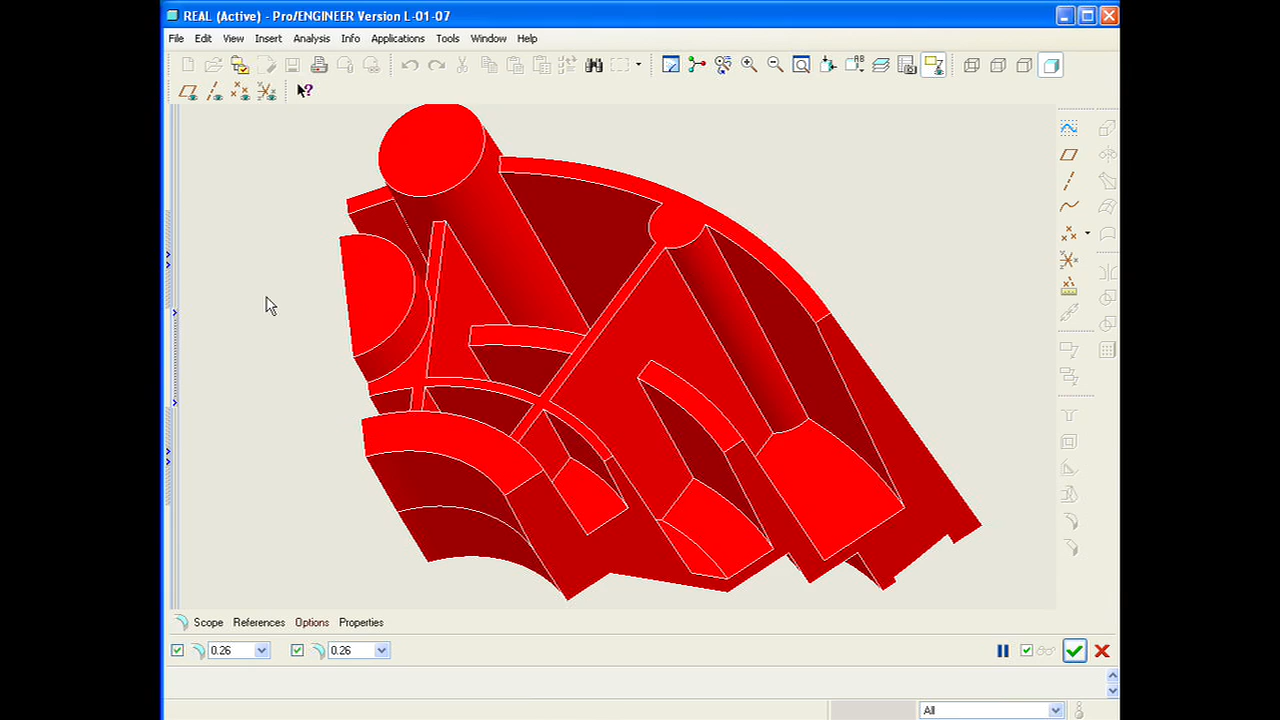 REAL (Active) - Pro/ENGINEER Version L-01-07
File Edit View Insert Analysis Info Applications Tools Window Help
Scope References Options Properties
0.26 0.26
All